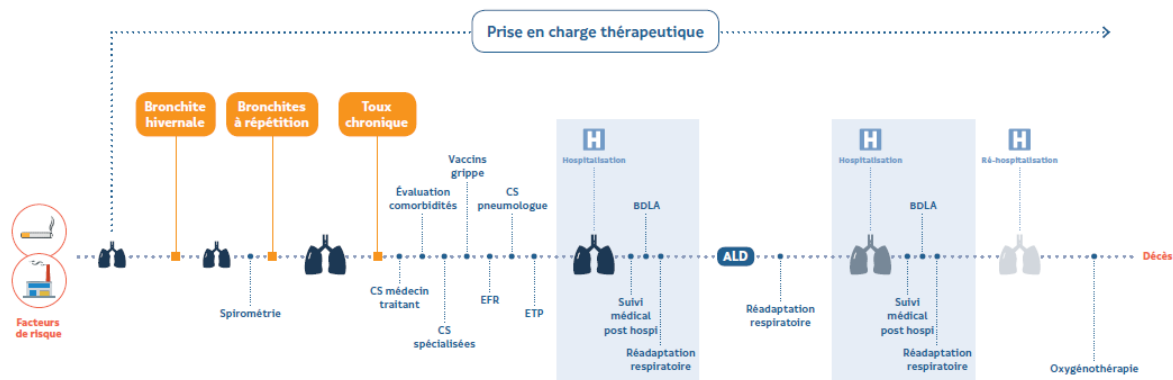 Prise en charge thérapeutique
Bronchite
hivernale
Bronchites
à répétition
Toux
chronique
H
Hospitalisation
H
Hospitalisation
H
Ré-hospitalisation
Vaccins
grippe
Évaluation
comorbidités
CS
pneumologue
BDLA
BDLA
ALD
Décès
Facteurs
de risque
Spirométrie
CS médecin
traitant
CS
spécialisées
EFR
ETP
Suivi
médical
post hospi
Réadaptation
respiratoire
Réadaptation
respiratoire
Suivi
médical
post hospi
Réadaptation
respiratoire
Oxygénothérapie